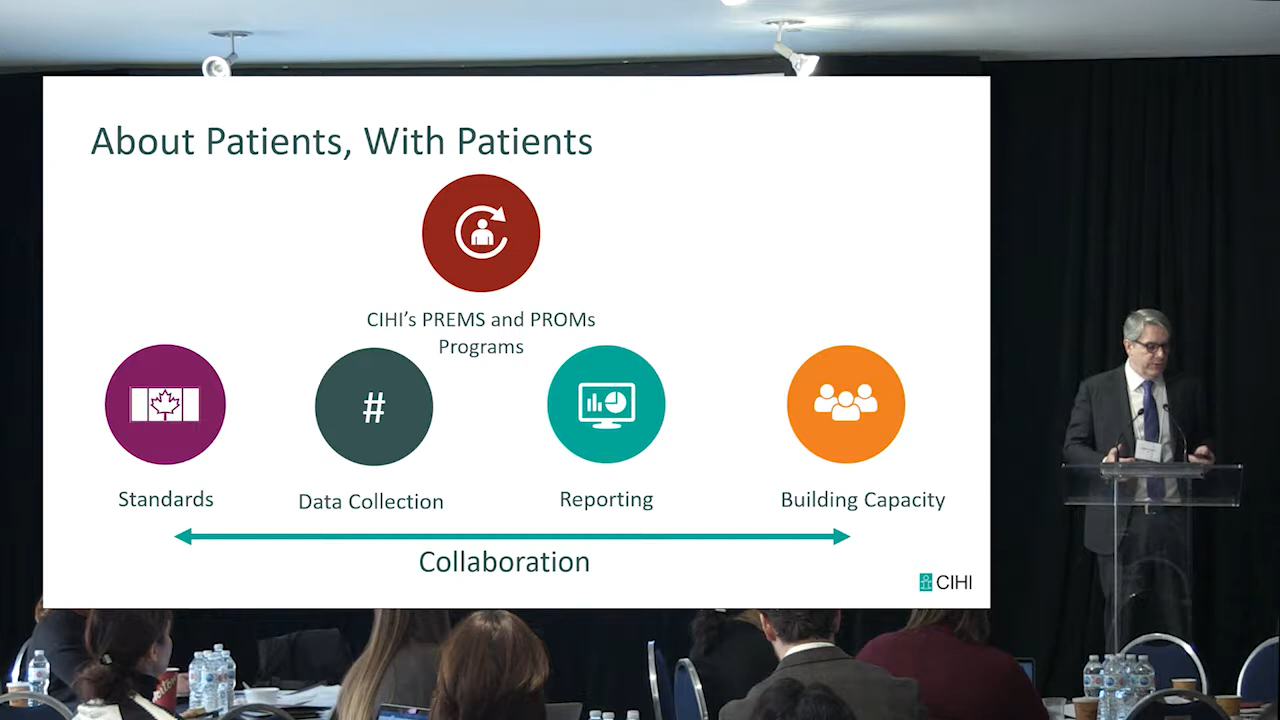 About Patients, With Patients
CIHI's PREMS and PROMs
Programs
#
Standards
Data Collection
Reporting
Building Capacity
Collaboration
CIHI